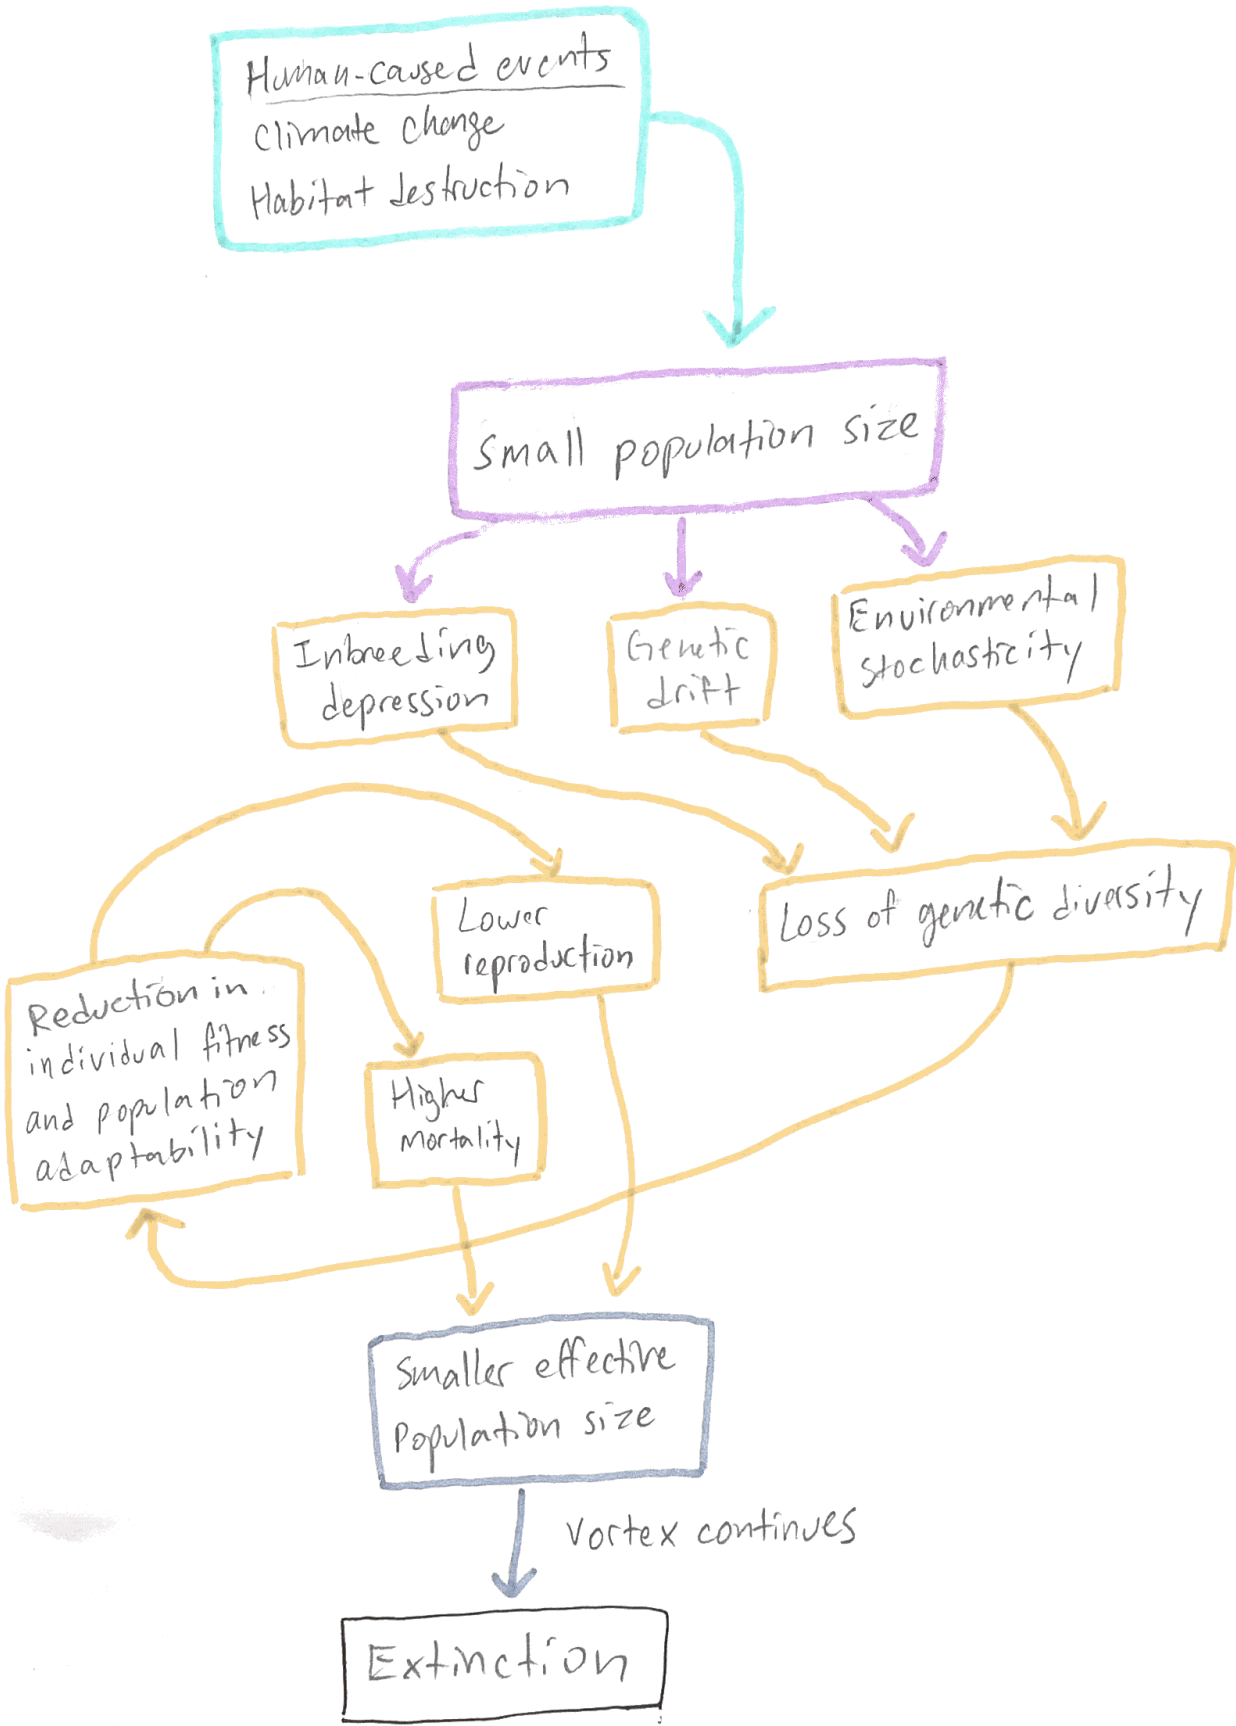 Human-caused events
Climate change
Habitat destruction
Small population size
Inbreeding
depression
Genetic
drift
Environmental
stochasticity
Loss of genetic diversity
Lower
reproduction
Reduction in
individual fitness
and population
adaptability
Higher
mortality
Smaller effective
Population size
Vortex continues
Extinction